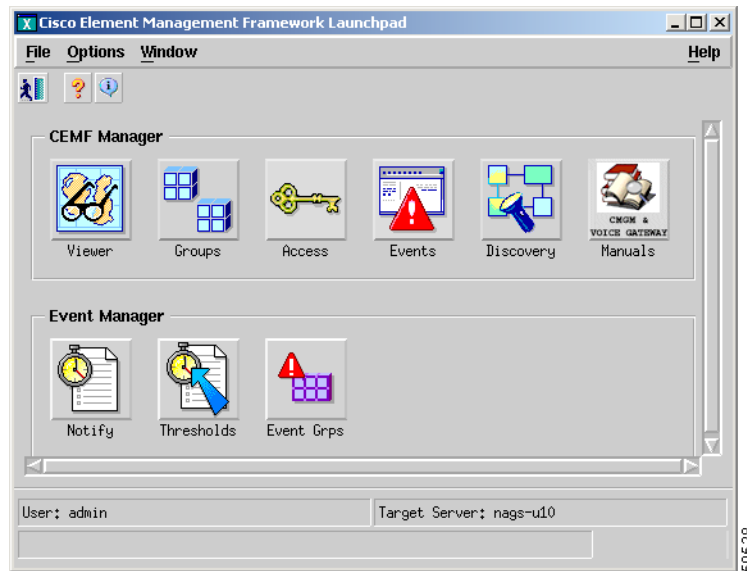 Cisco Element Management Framework Launchpad
File Options Window Help
CEMF Manager
CMGM &
VOICE GATEWAY
Viewer Groups Access Events Discovery Manuals
Event Manager
Notify Thresholds Event Grps
User: admin Target Server: nags-u10